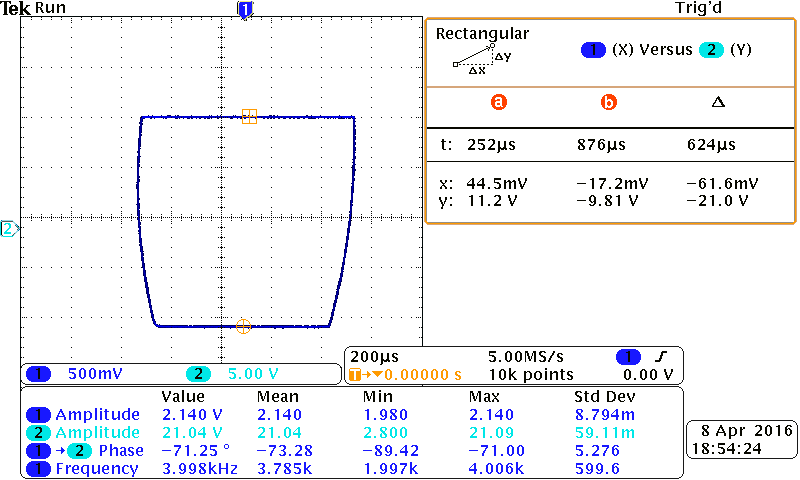 Tek Run Trig'd
1
Rectangular
Δy
Δx
1 (X) Versus 2 (Y)
a b Δ
t: 252µs 876µs 624µs
x: 44.5mV −17.2mV −61.6mV
y: 11.2 V −9.81 V −21.0 V
2
1 500mV 2 5.00 V
200µs 5.00MS/s 1
T→▼0.00000 s 10k points 0.00 V
Value Mean Min Max Std Dev
1 Amplitude 2.140 V 2.140 1.980 2.140 8.794m
2 Amplitude 21.04 V 21.04 2.800 21.09 59.11m
1 →2 Phase −71.25 ° −73.28 −89.42 −71.00 5.276
1 Frequency 3.998kHz 3.785k 1.997k 4.006k 599.6
8 Apr 2016
18:54:24